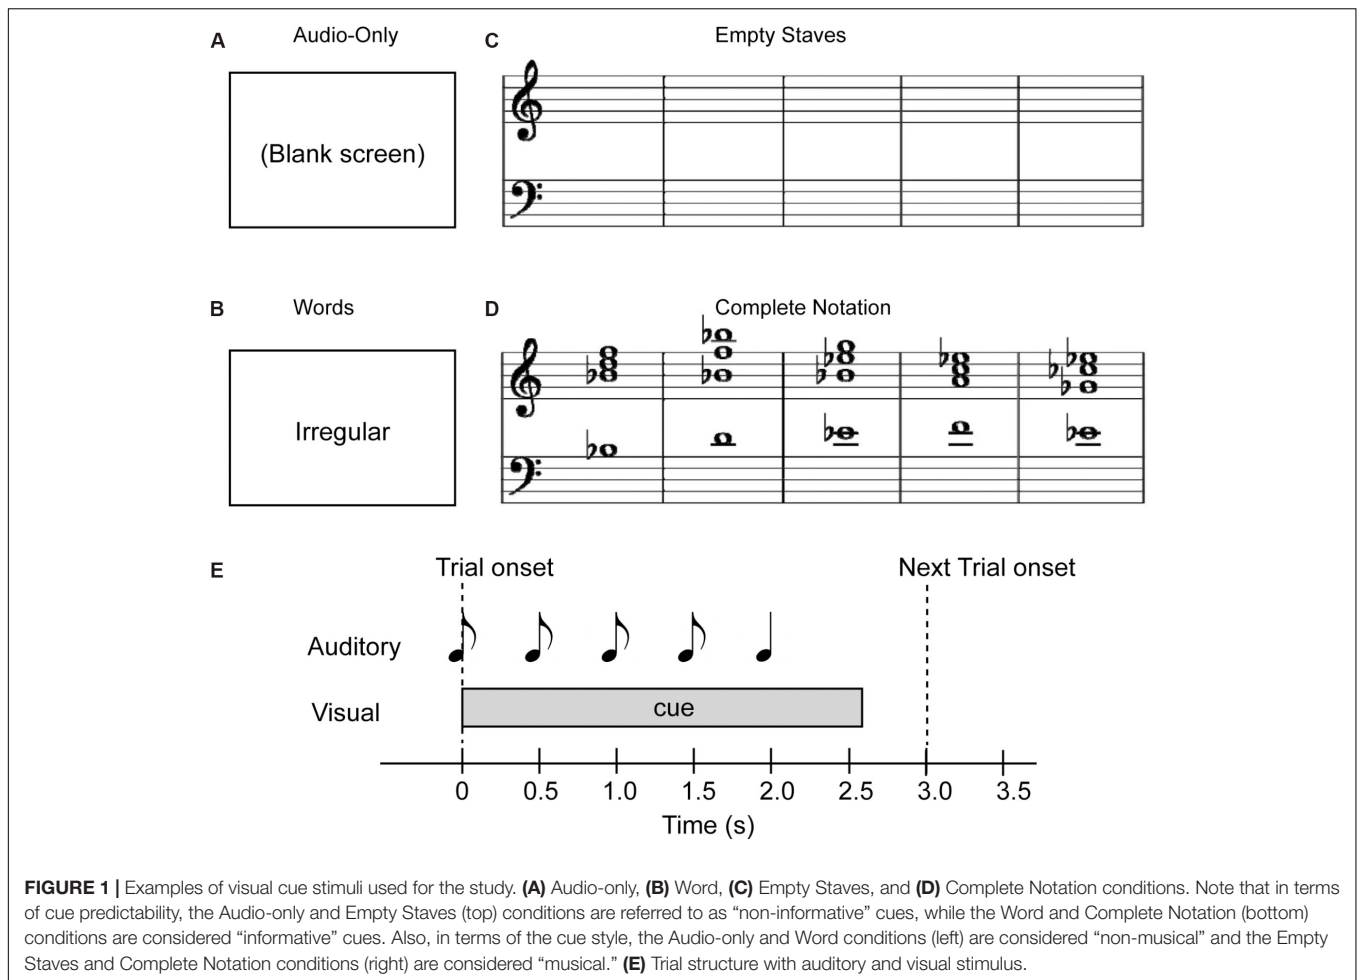 A Audio-Only
C Empty Staves
(Blank screen)
B Words
D Complete Notation
Irregular
E
Trial onset
Next Trial onset
Auditory
Visual
cue
0 0.5 1.0 1.5 2.0 2.5 3.0 3.5
Time (s)
FIGURE 1 | Examples of visual cue stimuli used for the study. (A) Audio-only, (B) Word, (C) Empty Staves, and (D) Complete Notation conditions. Note that in terms
of cue predictability, the Audio-only and Empty Staves (top) conditions are referred to as “non-informative” cues, while the Word and Complete Notation (bottom)
conditions are considered “informative” cues. Also, in terms of the cue style, the Audio-only and Word conditions (left) are considered “non-musical” and the Empty
Staves and Complete Notation conditions (right) are considered “musical.” (E) Trial structure with auditory and visual stimulus.